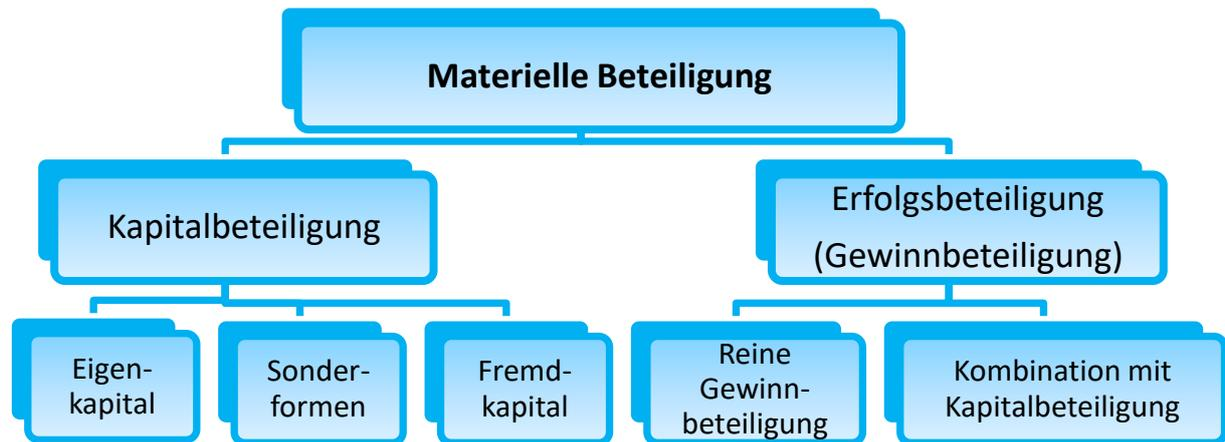 Materielle Beteiligung
Kapitalbeteiligung
Erfolgsbeteiligung
(Gewinnbeteiligung)
Eigen-
kapital
Sonder-
formen
Fremd-
kapital
Reine
Gewinn-
beteiligung
Kombination mit
Kapitalbeteiligung